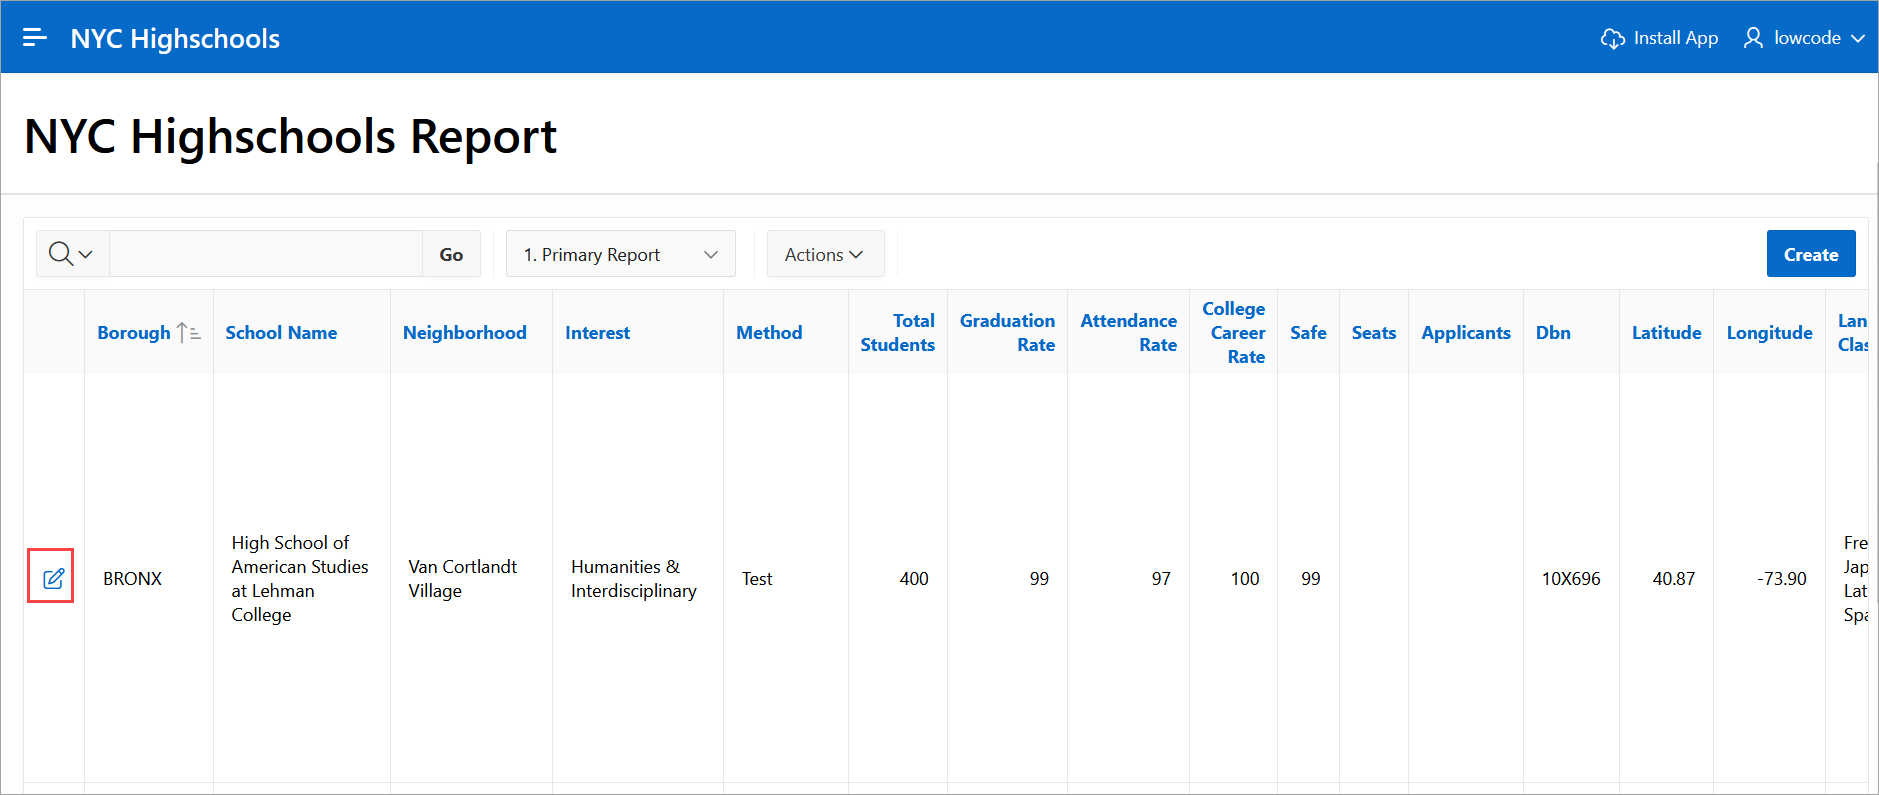 NYC Highschools
Install App
lowcode
NYC Highschools Report
Go
1. Primary Report
Actions
Create
Borough
School Name
Neighborhood
Interest
Method
Total
Students
Graduation
Rate
Attendance
Rate
College
Career
Rate
Safe
Seats
Applicants
Dbn
Latitude
Longitude
Lan
Clas
BRONX
High School of
American Studies
at Lehman
College
Van Cortlandt
Village
Humanities &
Interdisciplinary
Test
400
99
97
100
99
10X696
40.87
-73.90
Fre
Jap
Lat
Spa